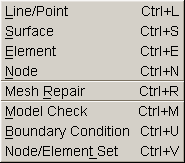 Line/Point Ctrl+L
Surface Ctrl+S
Element Ctrl+E
Node Ctrl+N
Mesh Repair Ctrl+R
Model Check Ctrl+M
Boundary Condition Ctrl+U
Node/Element Set Ctrl+V